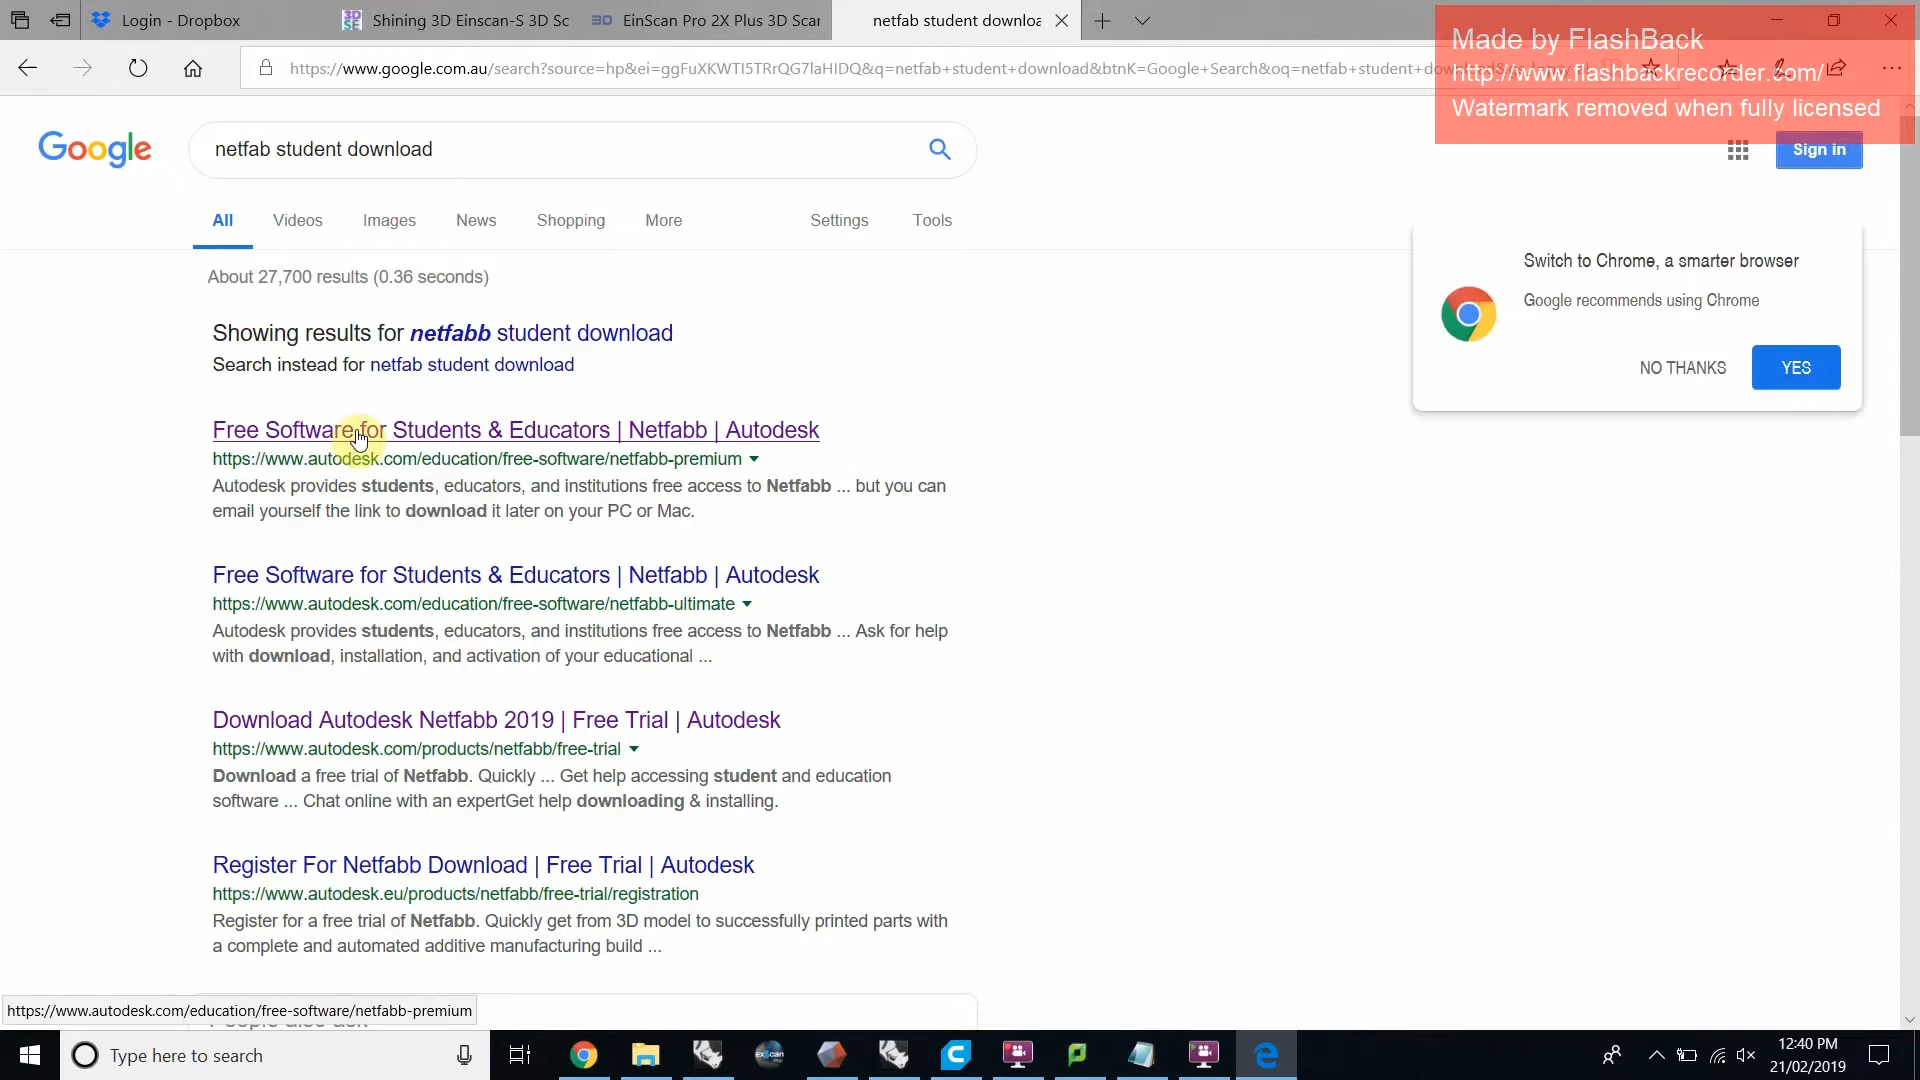 Login - Dropbox
Shining 3D Einscan-S 3D Sc
3D EinScan Pro 2X Plus 3D Scar
netfab student downloa
Made by FlashBack
http://www.flashbackrecorder.com/
Watermark removed when fully licensed
https://www.google.com.au/search?source=hp&ei=ggFuXKWTI5TRrQG7laHIDQ&q=netfab+student+download&btnK=Google+Search&oq=netfab+student+dow
Google
netfab student download
Sign in
All Videos Images News Shopping More Settings Tools
About 27,700 results (0.36 seconds)
Switch to Chrome, a smarter browser
Google recommends using Chrome
NO THANKS YES
Showing results for netfabb student download
Search instead for netfab student download
Free Software for Students & Educators | Netfabb | Autodesk
https://www.autodesk.com/education/free-software/netfabb-premium
Autodesk provides students, educators, and institutions free access to Netfabb ... but you can
email yourself the link to download it later on your PC or Mac.
Free Software for Students & Educators | Netfabb | Autodesk
https://www.autodesk.com/education/free-software/netfabb-ultimate
Autodesk provides students, educators, and institutions free access to Netfabb ... Ask for help
with download, installation, and activation of your educational ...
Download Autodesk Netfabb 2019 | Free Trial | Autodesk
https://www.autodesk.com/products/netfabb/free-trial
Download a free trial of Netfabb. Quickly ... Get help accessing student and education
software ... Chat online with an expertGet help downloading & installing.
Register For Netfabb Download | Free Trial | Autodesk
https://www.autodesk.eu/products/netfabb/free-trial/registration
Register for a free trial of Netfabb. Quickly get from 3D model to successfully printed parts with
a complete and automated additive manufacturing build ...
https://www.autodesk.com/education/free-software/netfabb-premium
People also ask
Type here to search
12:40 PM
21/02/2019